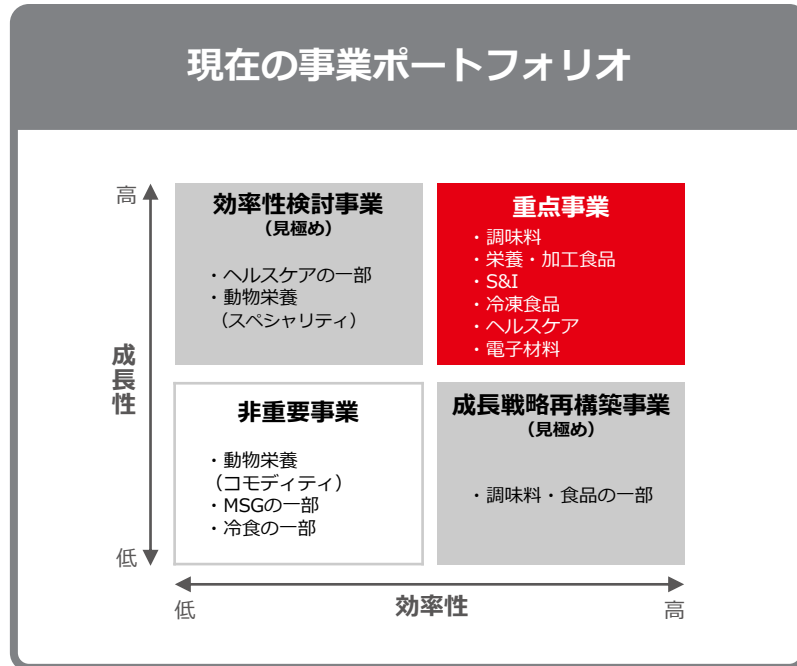 現在の事業ポートフォリオ
高
効率性検討事業
(見極め)
・ヘルスケアの一部
・動物栄養
（スペシャリティ）
重点事業
・調味料
・栄養・加工食品
・S&I
・冷凍食品
・ヘルスケア
・電子材料
成長性
非重要事業
・動物栄養
（コモディティ）
・MSGの一部
・冷食の一部
成長戦略再構築事業
(見極め)
・調味料・食品の一部
低
低
効率性
高